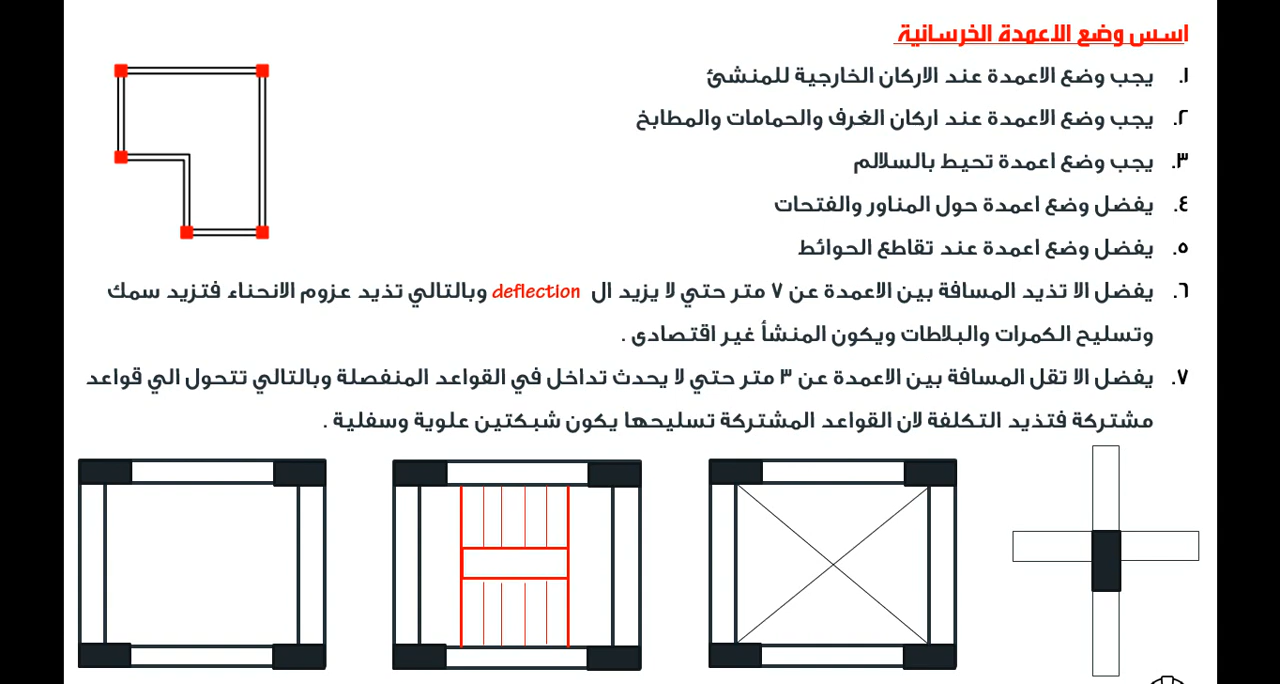 اسس وضع الاعمدة الخرسانية
١. يجب وضع الاعمدة عند الاركان الخارجية للمنشئ
٢. يجب وضع الاعمدة عند اركان الغرف والحمامات والمطابخ
٣. يجب وضع اعمدة تحيط بالسلالم
٤. يفضل وضع اعمدة حول المناور والفتحات
٥. يفضل وضع اعمدة عند تقاطع الحوائط
٦. يفضل الا تذيد المسافة بين الاعمدة عن ٧ متر حتي لا يزيد ال deflection وبالتالي تذيد عزوم الانحناء فتزيد سمك
وتسليح الكمرات والبلاطات ويكون المنشأ غير اقتصادى .
٧. يفضل الا تقل المسافة بين الاعمدة عن ٣ متر حتي لا يحدث تداخل في القواعد المنفصلة وبالتالي تتحول الي قواعد
مشتركة فتذيد التكلفة لان القواعد المشتركة تسليحها يكون شبكتين علوية وسفلية .